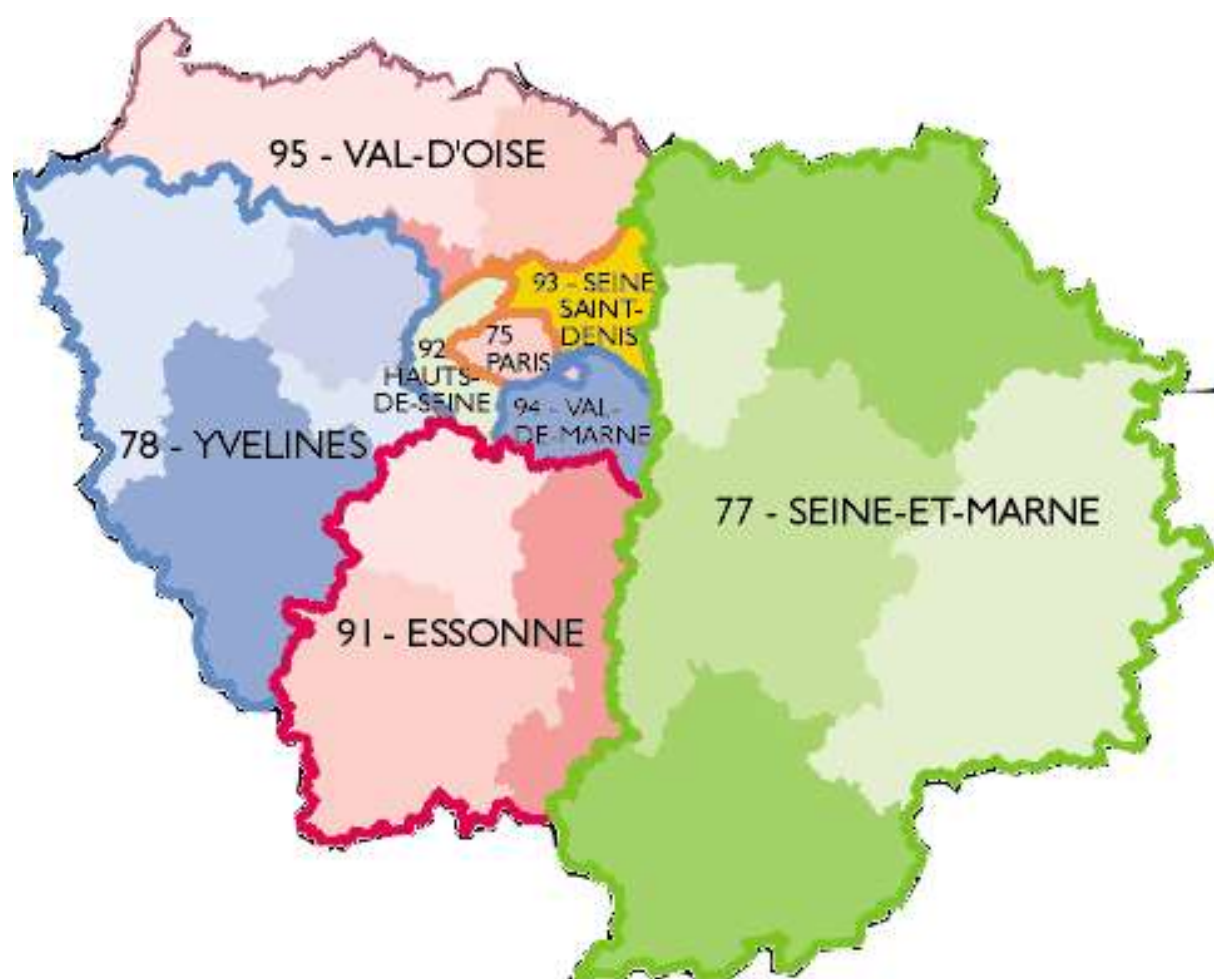 95 - VAL-D'OISE
93 - SEINE
SAINT-
DENIS
75
PARIS
92
HAUTS-
DE-SEINE
94 - VAL-
DE-MARNE
78 - YVELINES
77 - SEINE-ET-MARNE
91 - ESSONNE